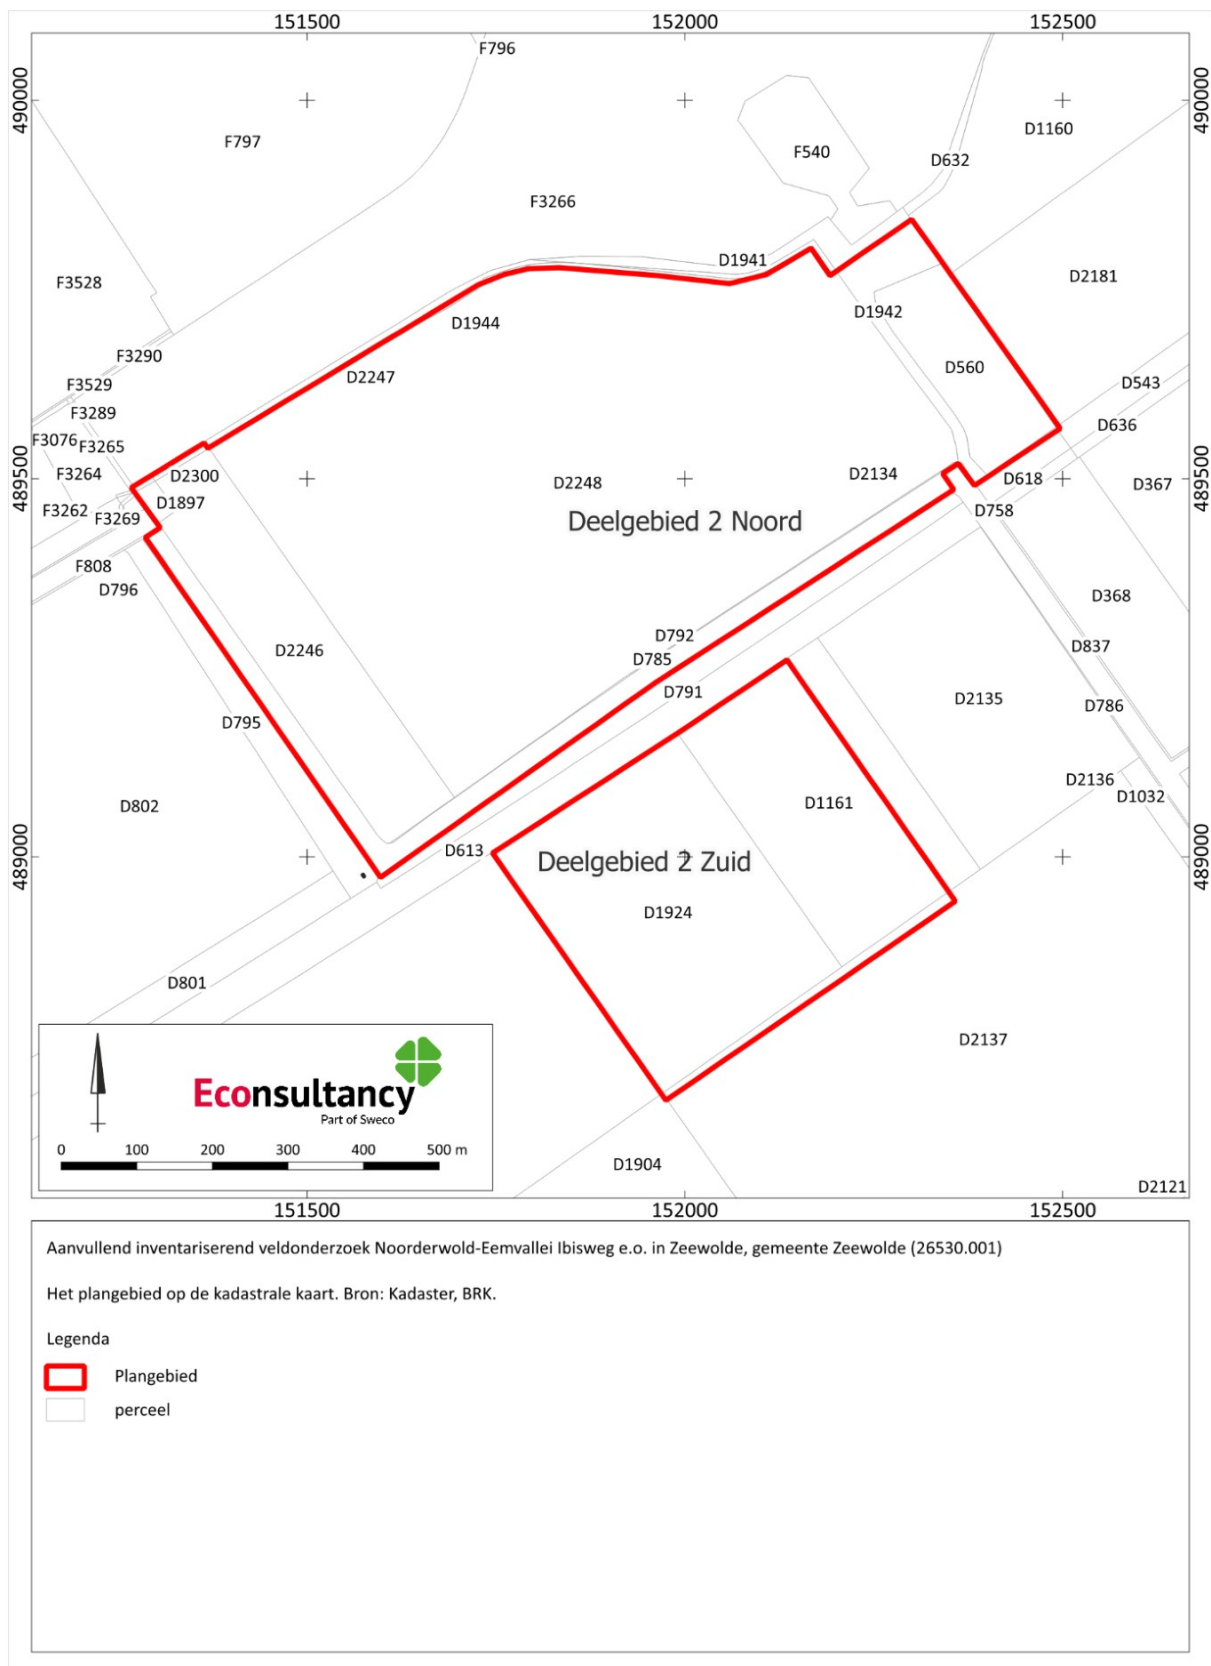 151500 152000 152500
F796
490000 490000
D1160
F797
F540
D632
F3266
D1941
D2181
F3528
D1942
D1944
F3290
D560
D2247
D543
F3529
F3289
D636
F3076
F3265
F3264
D2300
D2134
D618
D367
489500 489500
D2248
D1897
F3262
F3269
D758
Deelgebied 2 Noord
F808
D796
D368
D792
D837
D2246
D785
D791
D2135
D786
D795
D2136
D1032
D802
D1161
D613
Deelgebied 2 Zuid
489000 489000
D1924
D801
D2137
Econsultancy
Part of Sweco
0 100 200 300 400 500 m
D1904
D2121
151500 152000 152500
Aanvullend inventariserend veldonderzoek Noorderwold-Eemvallei Ibisweg e.o. in Zeewolde, gemeente Zeewolde (26530.001)
Het plangebied op de kadastrale kaart. Bron: Kadaster, BRK.
Legenda
Plangebied
perceel